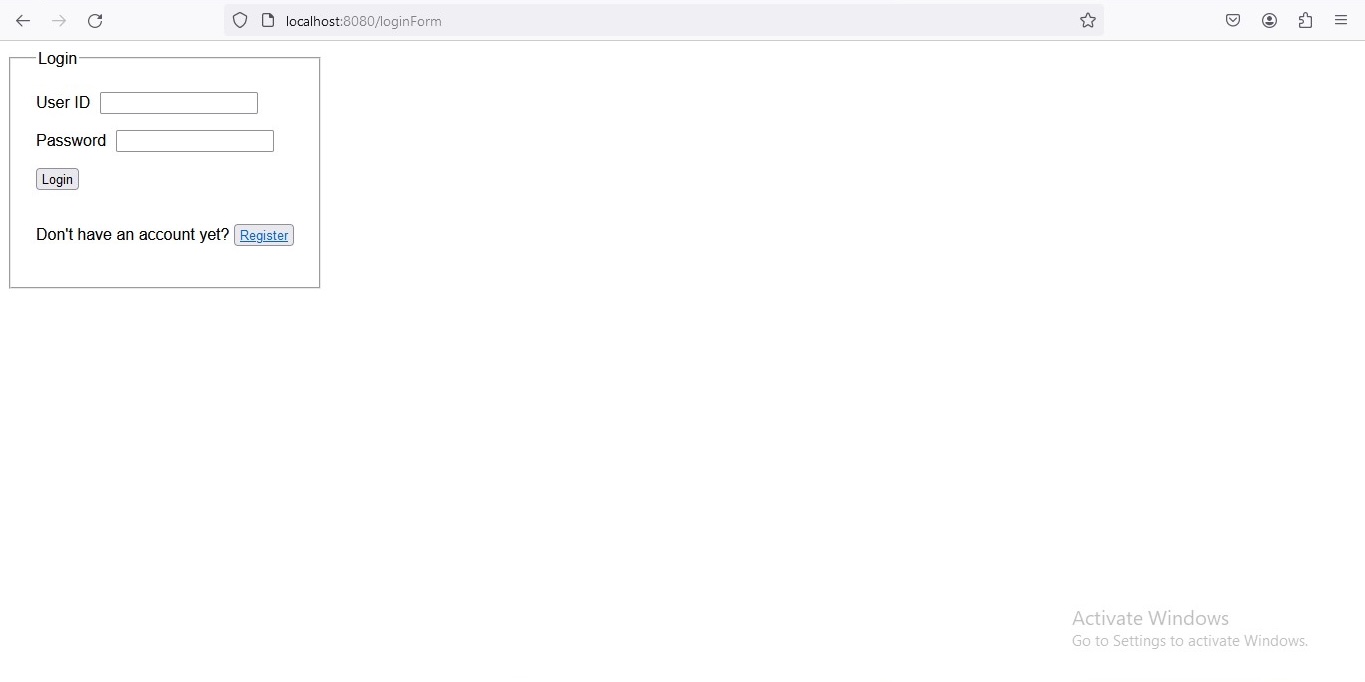 localhost:8080/loginForm
Login
User ID
Password
Login
Don't have an account yet? Register
Activate Windows
Go to Settings to activate Windows.